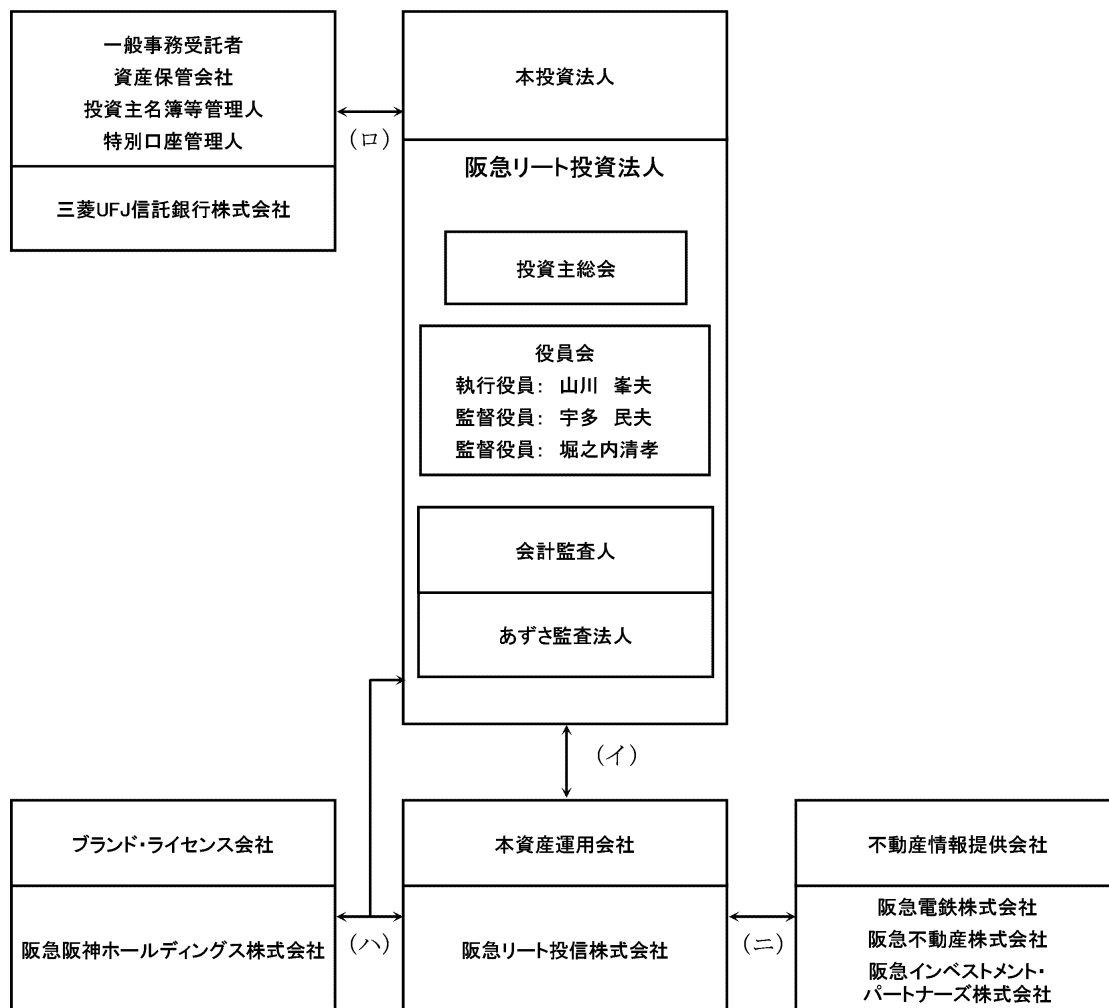 一般事務受託者
資産保管会社
投資主名簿等管理人
特別口座管理人
三菱UFJ信託銀行株式会社
(ロ)
本投資法人
阪急リート投資法人
投資主総会
役員会
執行役員： 山川 峯夫
監督役員： 宇多 民夫
監督役員： 堀之内清孝
会計監査人
あずさ監査法人
(イ)
ブランド・ライセンス会社
阪急阪神ホールディングス株式会社
(ハ)
本資産運用会社
阪急リート投信株式会社
(ニ)
不動産情報提供会社
阪急電鉄株式会社
阪急不動産株式会社
阪急インベストメント・
パートナーズ株式会社